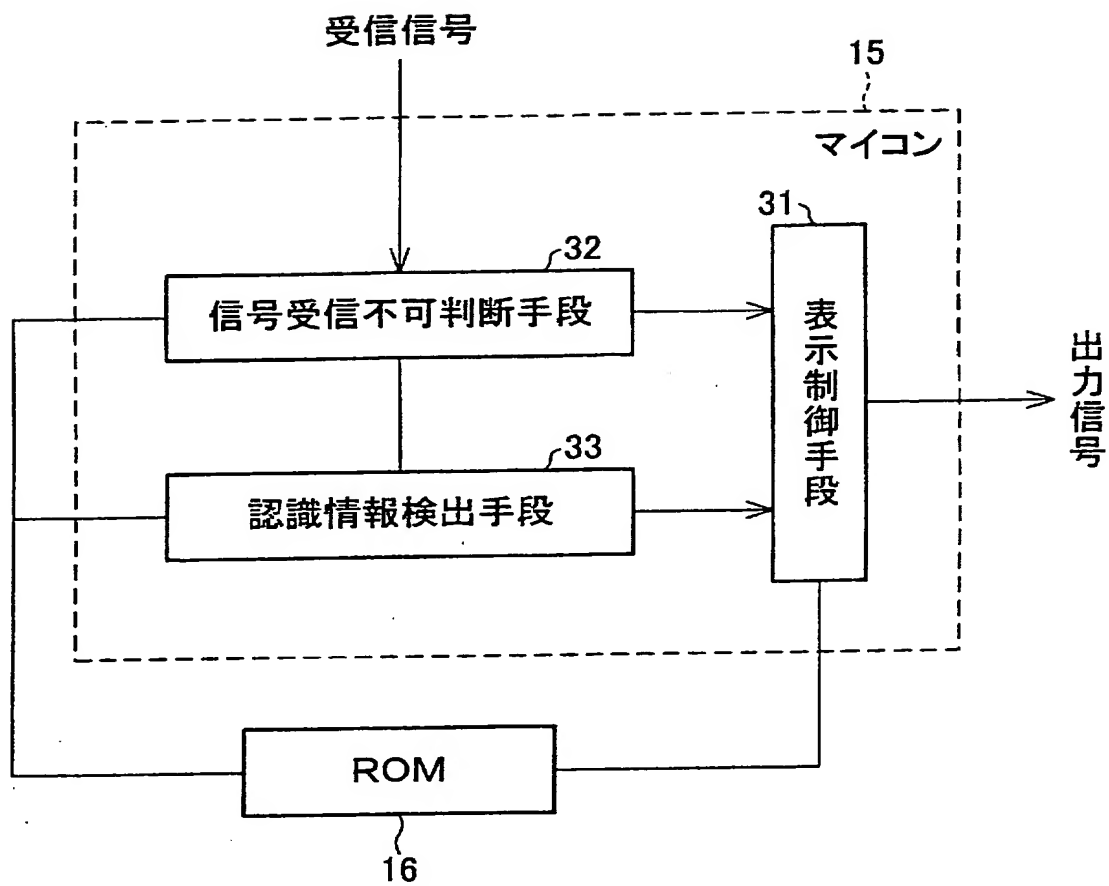 受信信号
15
マイコン
31
32
信号受信不可判断手段
表示制御手段
出力信号
33
認識情報検出手段
ROM
16